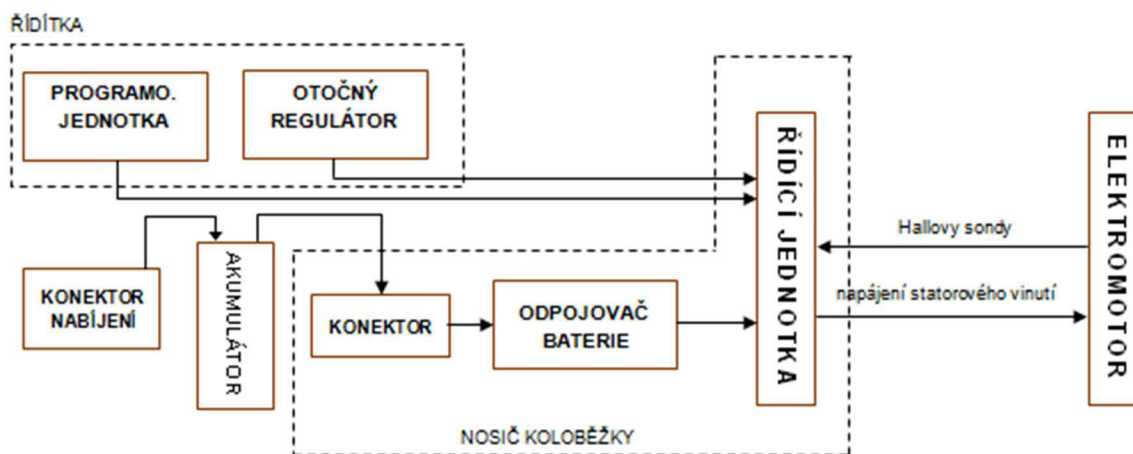 ŘÍDÍTKA
PROGRAMO.
JEDNOTKA
OTOČNÝ
REGULÁTOR
KONEKTOR
NABÍJENÍ
AKUMULÁTOR
KONEKTOR
ODPOJOVAČ
BATERIE
ŘÍDÍCÍ JEDNOTKA
Hallovy sondy
napájení statorového vinutí
ELEKTROMOTOR
NOSIČ KOLOBĚŽKY